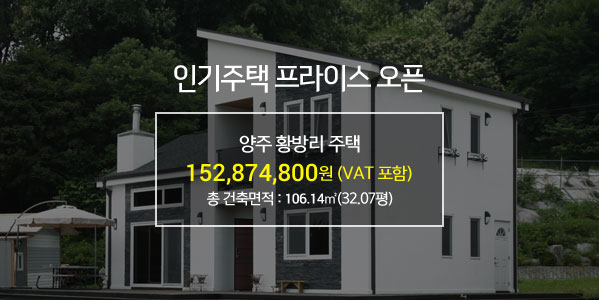 인기주택 프라이스 오픈
양주 황방리 주택
152,874,800원 (VAT 포함)
총 건축면적 : 106.14㎡(32.07평)